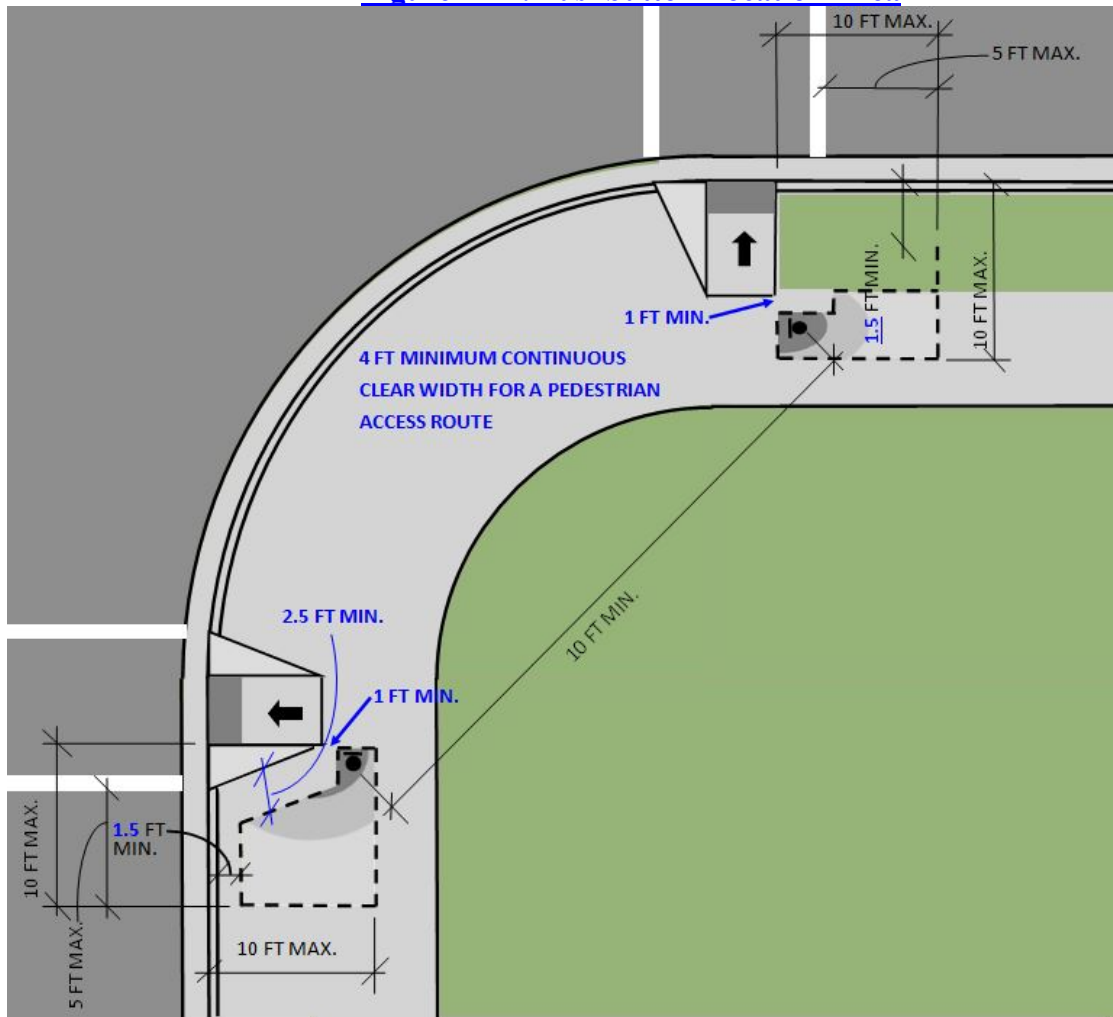 10 FT MAX.
5 FT MAX.
1.5 FT MIN.
10 FT MAX.
1 FT MIN.
4 FT MINIMUM CONTINUOUS
CLEAR WIDTH FOR A PEDESTRIAN
ACCESS ROUTE
10 FT MIN.
2.5 FT MIN.
1 FT MIN.
10 FT MAX.
5 FT MAX.
1.5 FT
MIN.
10 FT MAX.